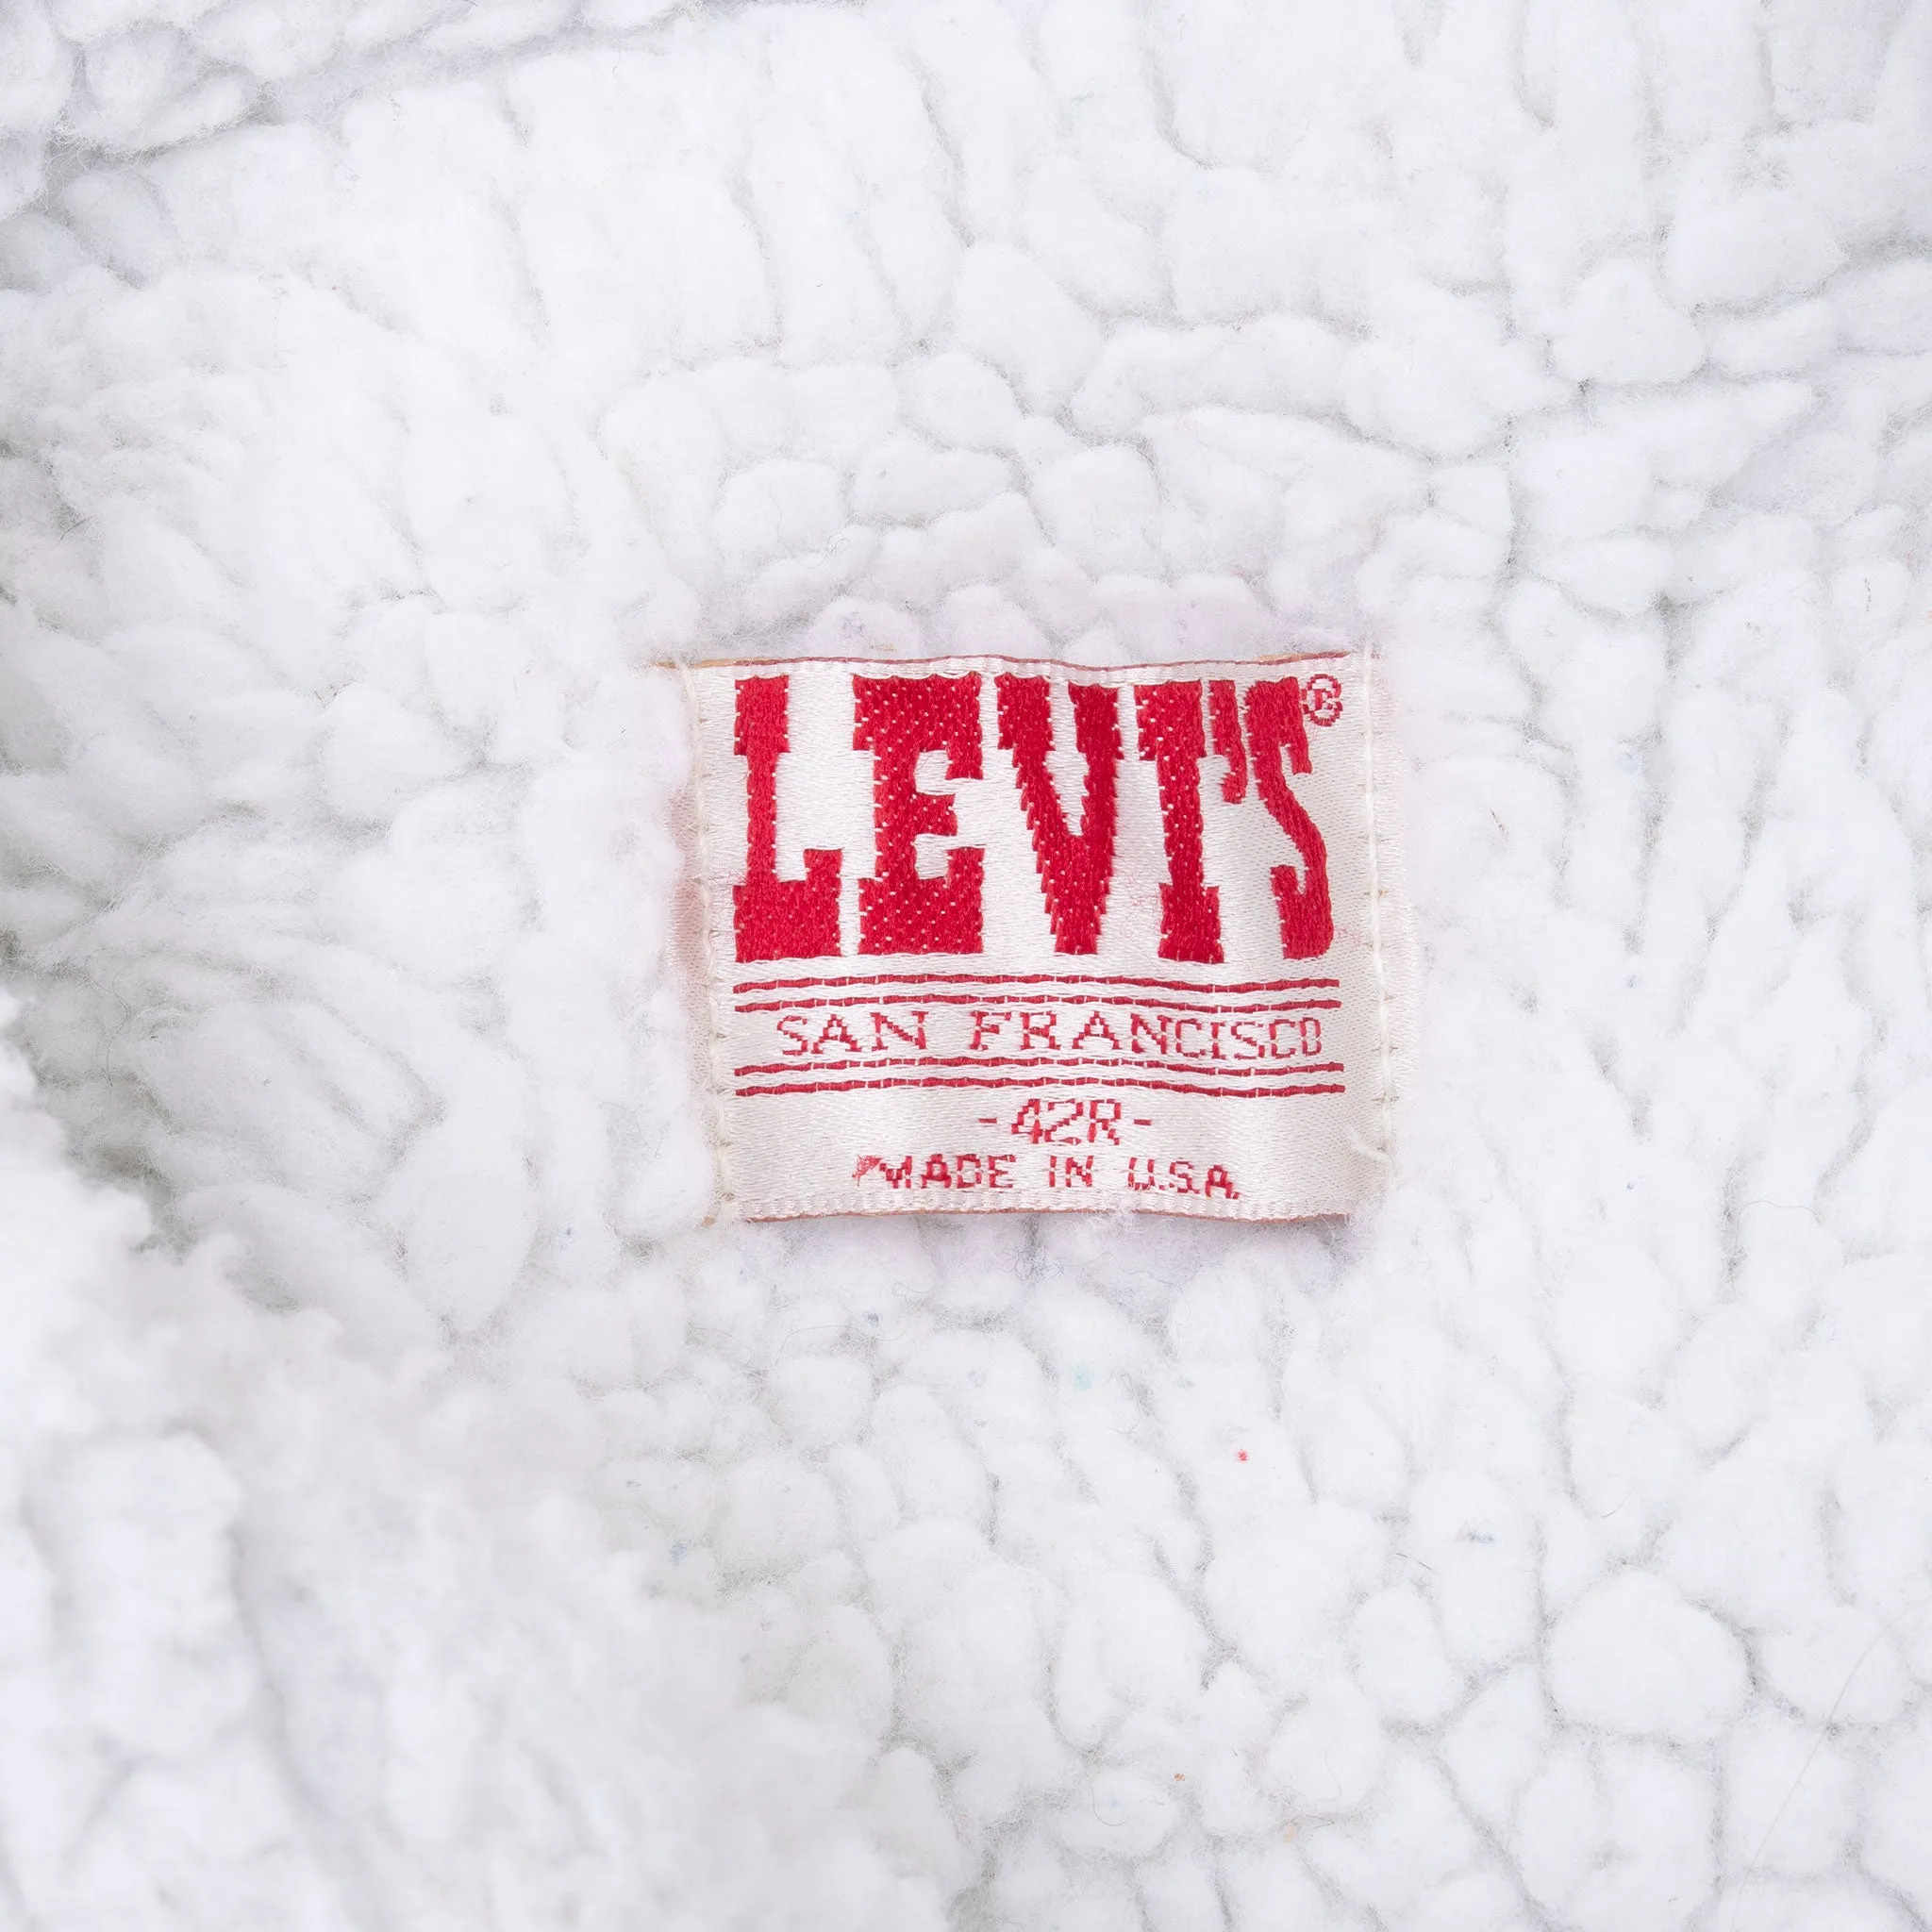 LEVI'S®
SAN FRANCISCO
-42R-
MADE IN U.S.A.